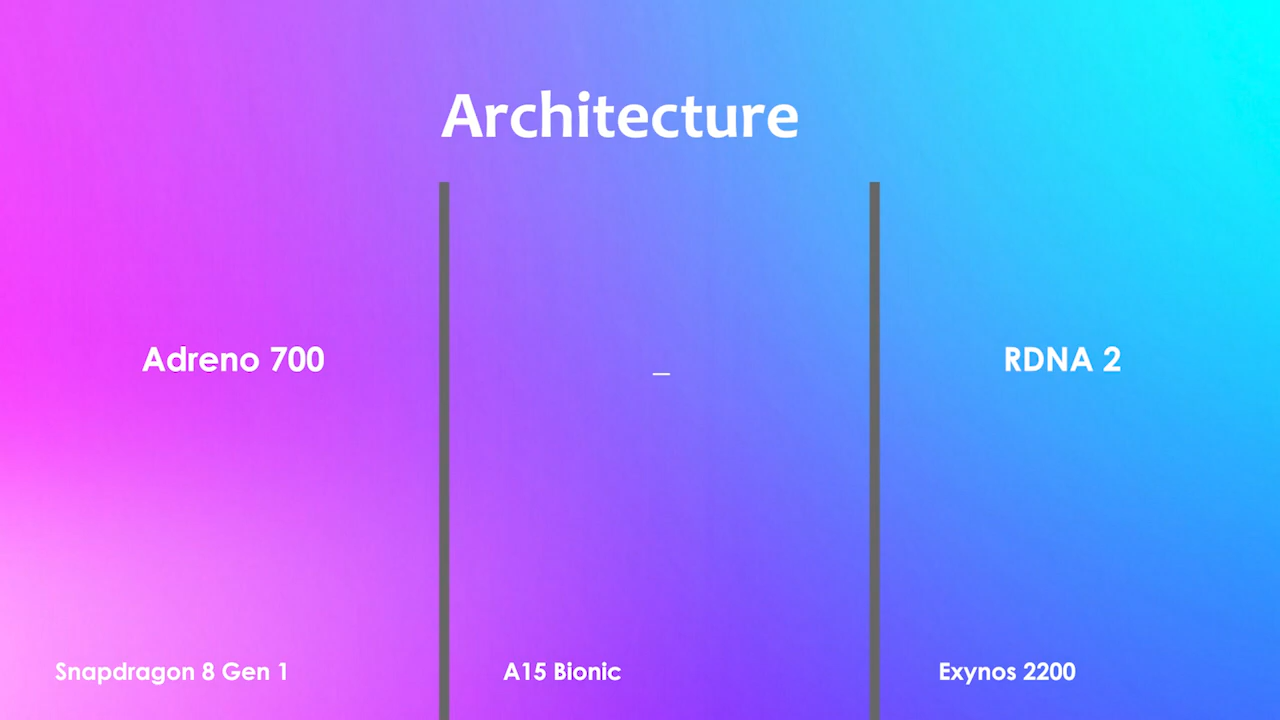 Architecture
Adreno 700
_
RDNA 2
Snapdragon 8 Gen 1
A15 Bionic
Exynos 2200